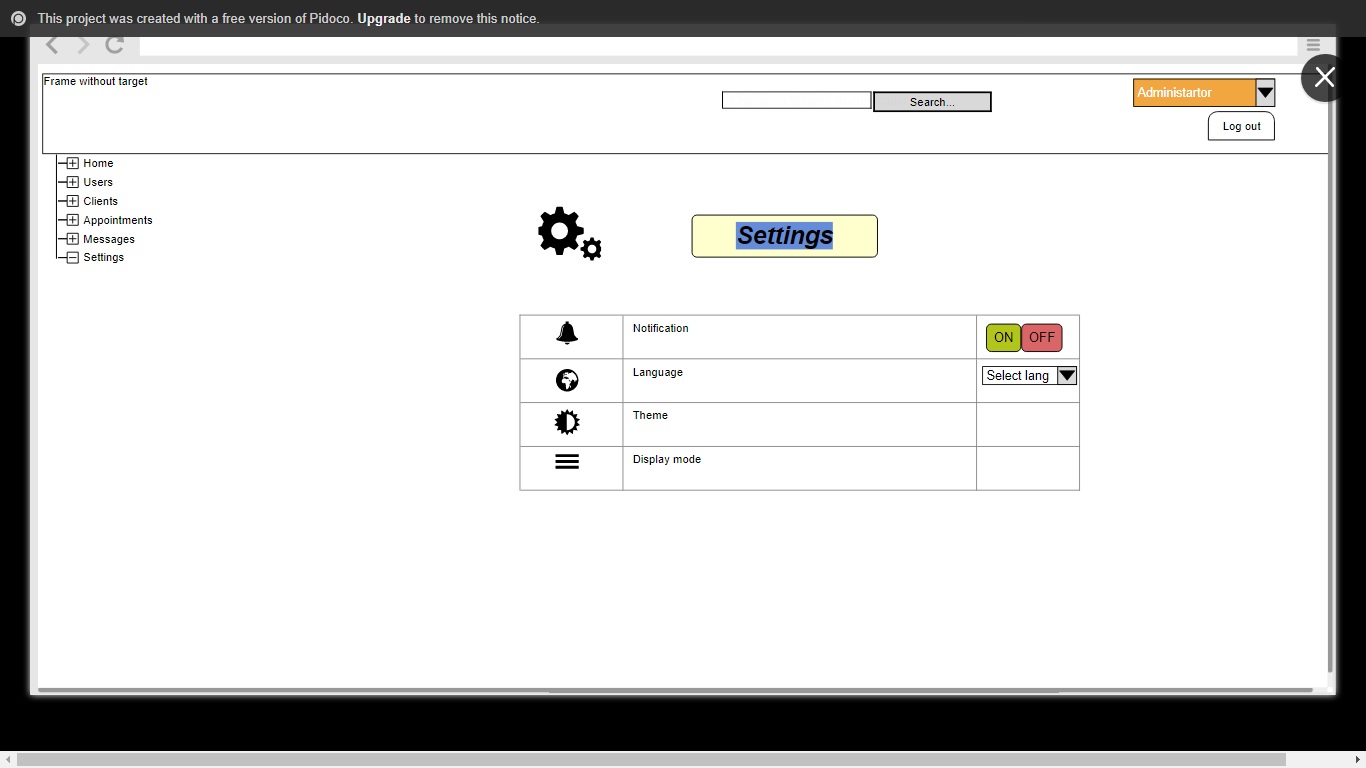 This project was created with a free version of Pidoco. Upgrade to remove this notice.
Frame without target
Search...
Administartor
Log out
Home
Users
Clients
Appointments
Messages
Settings
Settings
Notification
ON OFF
Language
Select lang
Theme
Display mode